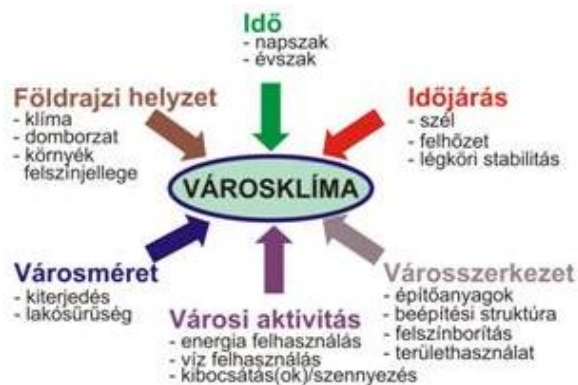 Idő
- napszak
- évszak
Földrajzi helyzet
- klíma
- domborzat
- környék
felszínjellege
Időjárás
- szél
- felhőzet
- légköri stabilitás
VÁROSKLÍMA
Városméret
- kiterjedés
- lakósűrűség
Városi aktivitás
- energia felhasználás
- víz felhasználás
- kibocsátás(ok)/szennyezés
Városszerkezet
- építőanyagok
- beépítési struktúra
- felszínborítás
- területhasználat